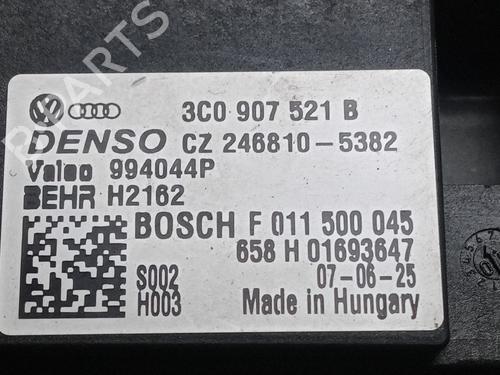 3C0 907 521 B
DENSO CZ 246810-5382
Valeo 994044P
BEHR H2162
BOSCH F 011 500 045
658 H 01693647
S002 07-06-25
H003 Made in Hungary